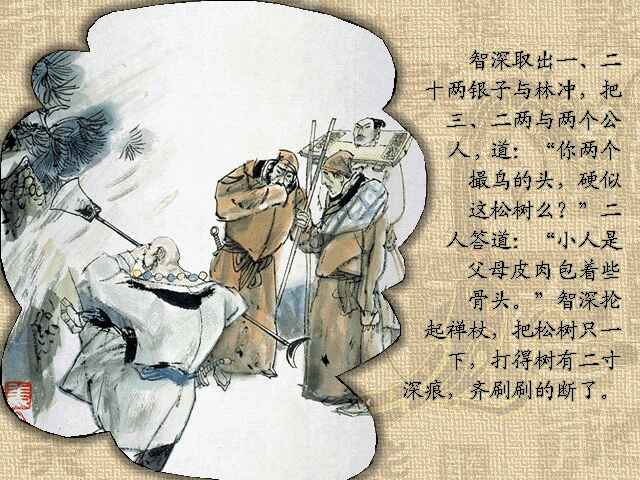 智深取出一、二
十两银子与林冲，把
三、二两与两个公
人，道：“你两个
撮鸟的头，硬似
这松树么？”二
人答道：“小人是
父母皮肉包着些
骨头。”智深抡
起禅杖，把松树只一
下，打得树有二寸
深痕，齐刷刷的断了。